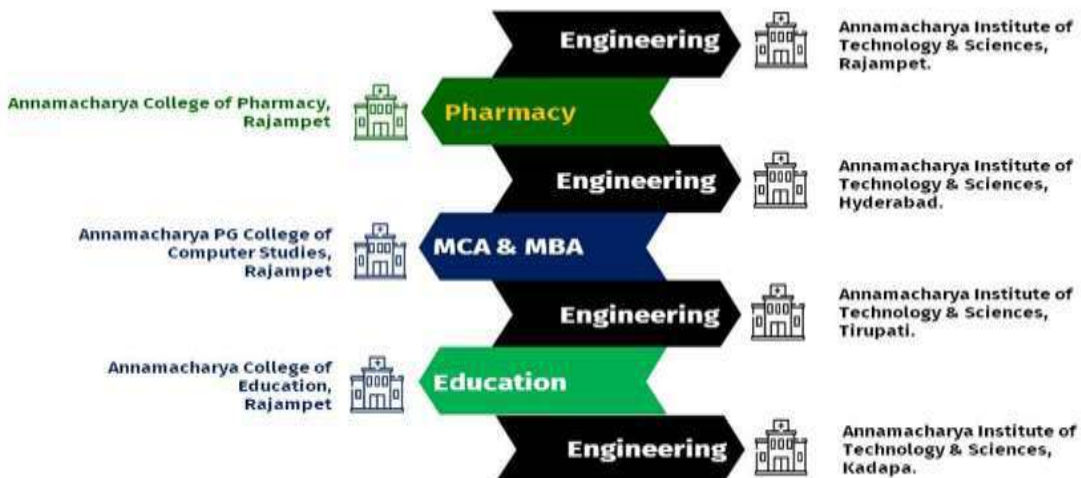 Engineering
Annamacharya Institute of
Technology & Sciences,
Rajampet.
Annamacharya College of Pharmacy,
Rajampet
Pharmacy
Engineering
Annamacharya Institute of
Technology & Sciences,
Hyderabad.
Annamacharya PG College of
Computer Studies,
Rajampet
MCA & MBA
Engineering
Annamacharya Institute of
Technology & Sciences,
Tirupati.
Annamacharya College of
Education,
Rajampet
Education
Engineering
Annamacharya Institute of
Technology & Sciences,
Kadapa.